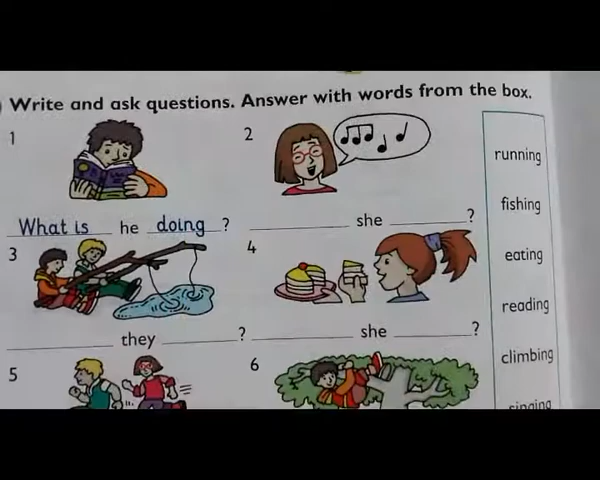 Write and ask questions. Answer with words from the box.
1
2
What is he doing ?
she ?
3
4
they ?
she ?
5
6
running
fishing
eating
reading
climbing
singing